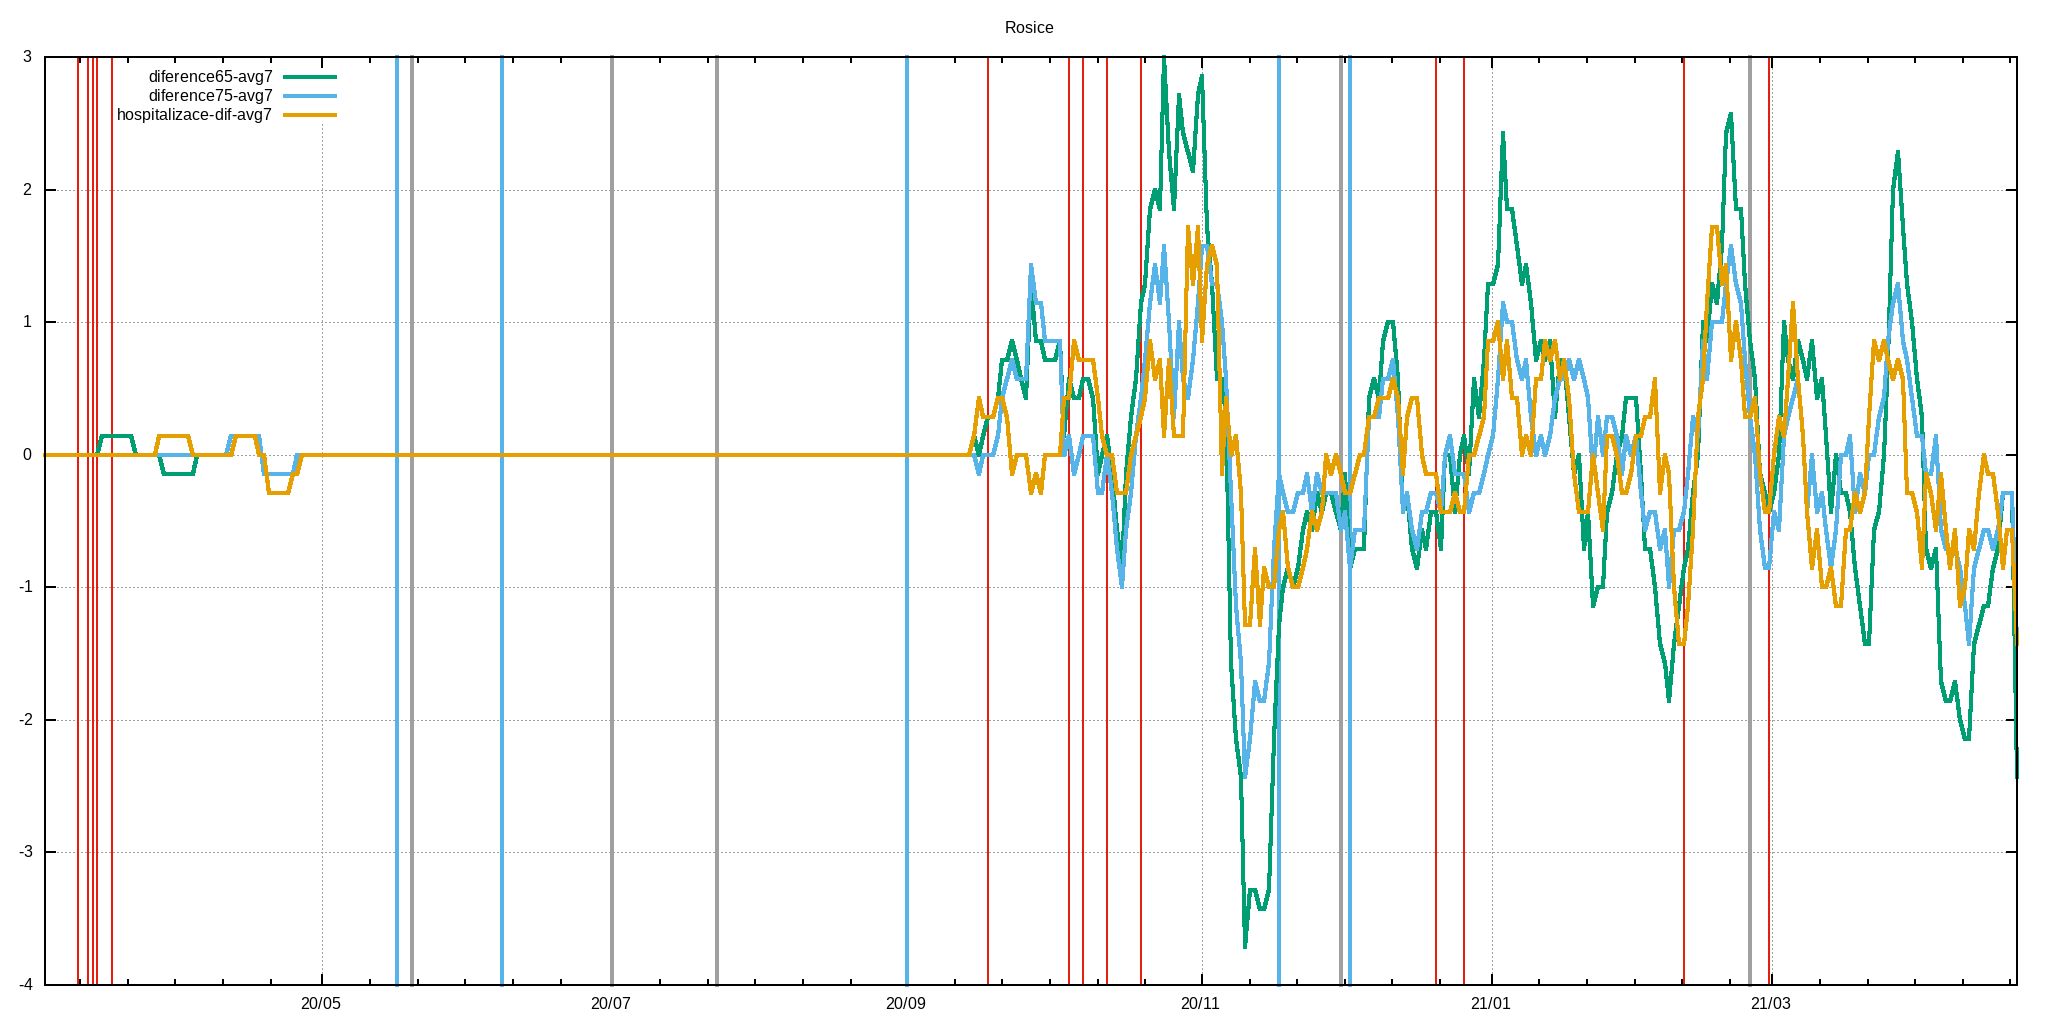 Rosice
diference65-avg7
diference75-avg7
hospitalizace-dif-avg7
3
2
1
0
-1
-2
-3
-4
20/05 20/07 20/09 20/11 21/01 21/03